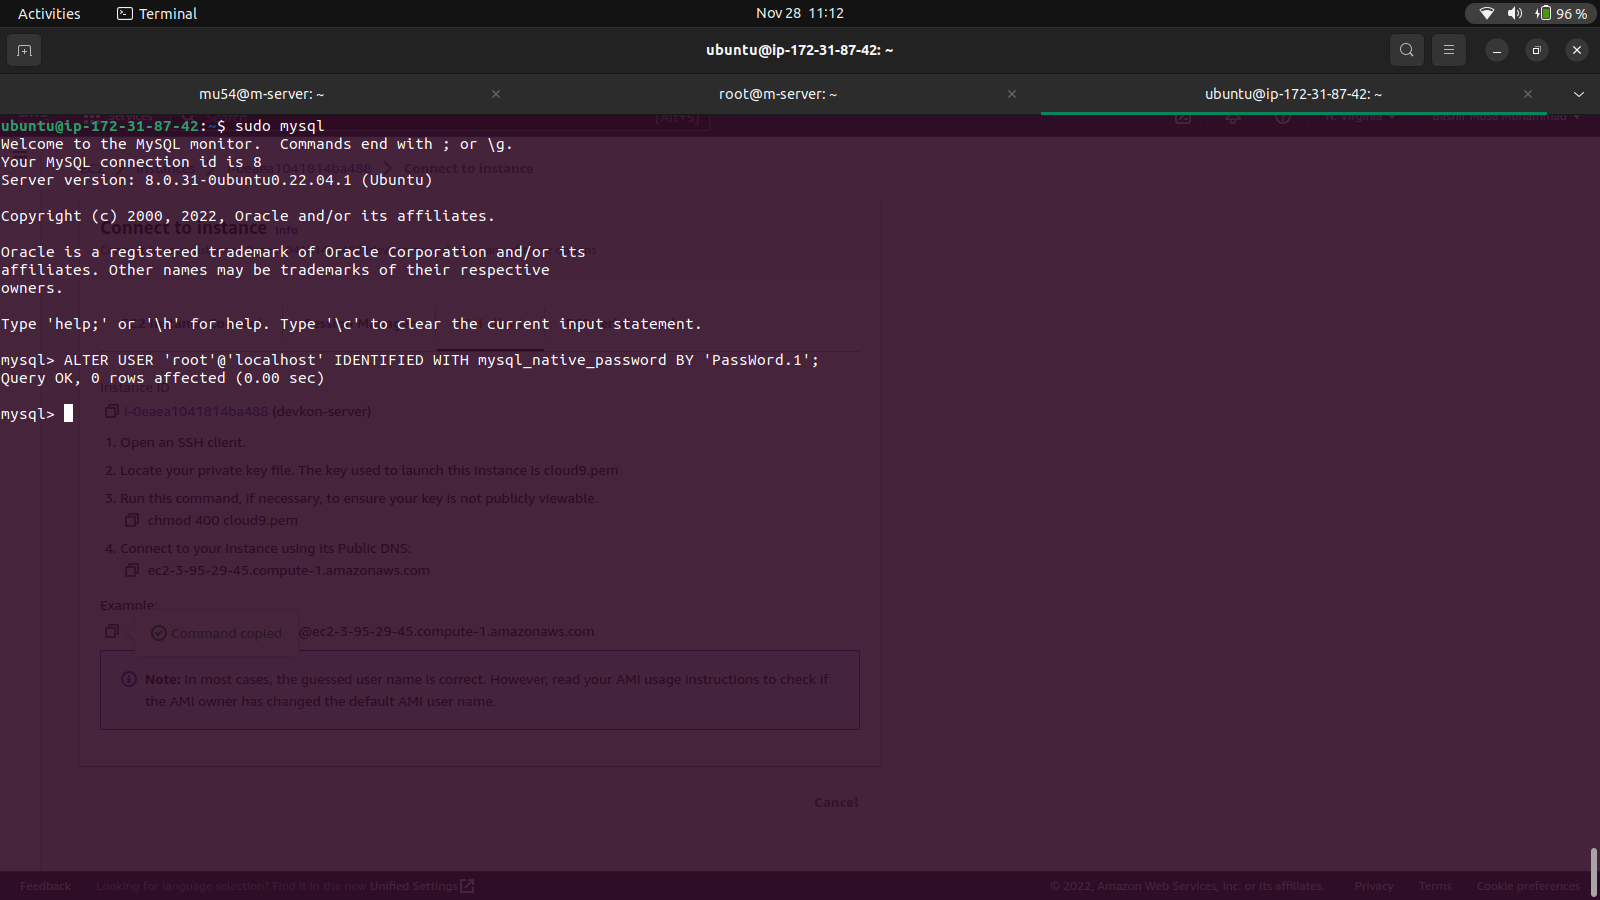 Activities
Terminal
Nov 28 11:12
96 %
ubuntu@ip-172-31-87-42: ~
mu54@m-server: ~
root@m-server: ~
ubuntu@ip-172-31-87-42: ~
Services
[Alt+S]
N. Virginia
ubuntu@ip-172-31-87-42:~$ sudo mysql
Welcome to the MySQL monitor.  Commands end with ; or \g.
Your MySQL connection id is 8
Connect to instance
Server version: 8.0.31-0ubuntu0.22.04.1 (Ubuntu)
Copyright (c) 2000, 2022, Oracle and/or its affiliates.
Connect to instance Info
Oracle is a registered trademark of Oracle Corporation and/or its
affiliates. Other names may be trademarks of their respective
owners.
Type 'help;' or '\h' for help. Type '\c' to clear the current input statement.
mysql> ALTER USER 'root'@'localhost' IDENTIFIED WITH mysql_native_password BY 'PassWord.1';
Query OK, 0 rows affected (0.00 sec)
Instance ID
mysql>
i-0eaea1041814ba488 (devkon-server)
1. Open an SSH client.
2. Locate your private key file. The key used to launch this instance is cloud9.pem
3. Run this command, if necessary, to ensure your key is not publicly viewable.
chmod 400 cloud9.pem
4. Connect to your instance using its Public DNS:
ec2-3-95-29-45.compute-1.amazonaws.com
Example:
Command copied
@ec2-3-95-29-45.compute-1.amazonaws.com
Note: In most cases, the guessed user name is correct. However, read your AMI usage instructions to check if
the AMI owner has changed the default AMI user name.
Cancel
Feedback
Looking for language selection? Find it in the new Unified Settings
© 2022, Amazon Web Services, Inc. or its affiliates.
Privacy
Terms
Cookie preferences